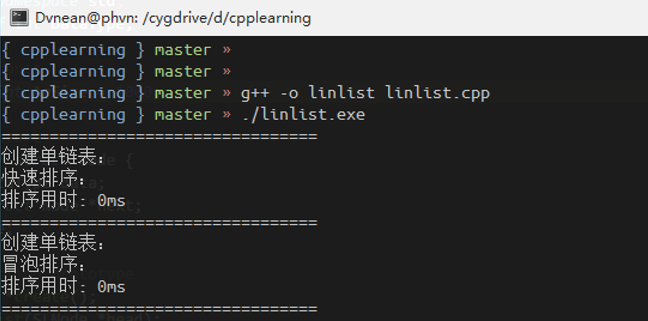 Dvnean@phvn: /cygdrive/d/cpplearning
{ cpplearning } master »
{ cpplearning } master »
{ cpplearning } master » g++ -o linlist linlist.cpp
{ cpplearning } master » ./linlist.exe
=================================
创建单链表:
快速排序:
排序用时: 0ms
=================================
创建单链表:
冒泡排序:
排序用时: 0ms
=================================